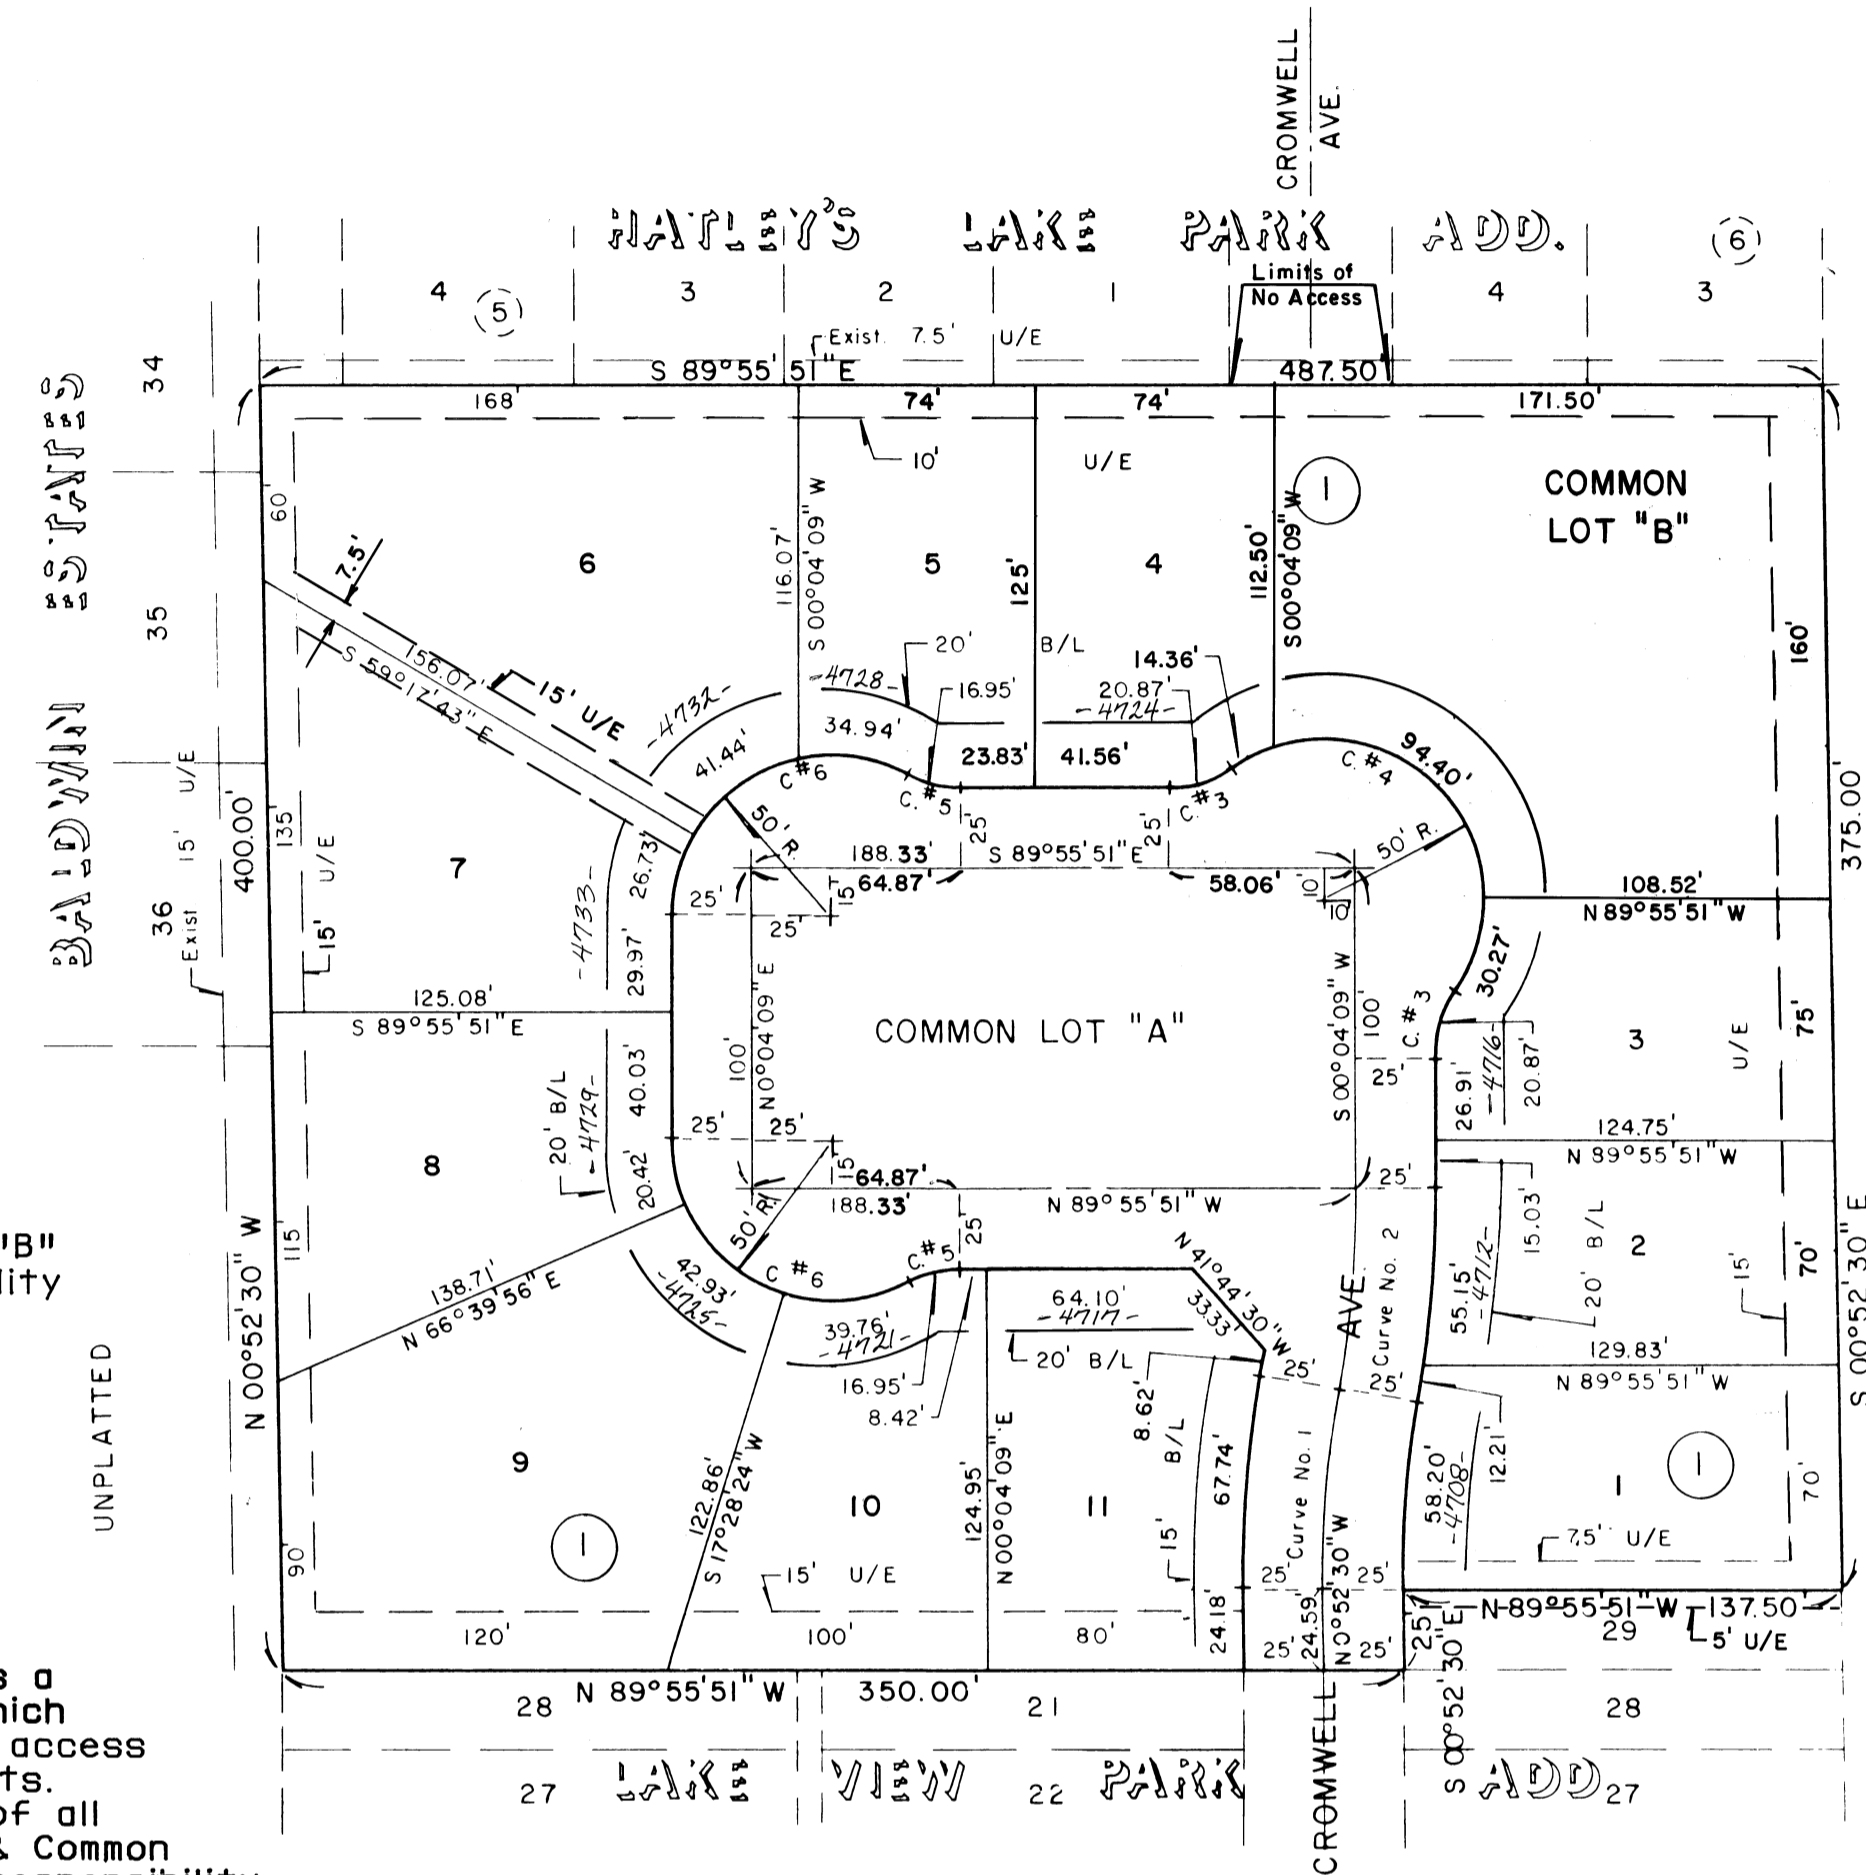 CROMWELL
AVE.
HATLEY'S LAKE PARK ADD.
6
4
5
3
2
1
Limits of
No Access
4
3
Exist. 7.5' U/E
S 89°55'51"E
487.50'
168'
74'
74'
171.50'
10'
U/E
1
COMMON
LOT "B"
BALDWIN ESTATES
34
35
36
Exist 15' U/E
400.00'
60'
7.5'
6
116.07'
S 00°04'09" W
5
125'
4
112.50'
S 00°04'09" W
160'
156.07'
S 59°17'43" E
15' U/E
-4732-
41.44'
-4728-
34.94'
20' B/L
16.95'
14.36'
20.87'
-4724-
23.83'
41.56'
C #6
C. #5
C. #3
C. #4
94.40'
375.00'
135'
15' U/E
7
-4733-
26.73'
29.97'
50' R.
25'
25'
188.33'
S 89°55'51"E
64.87'
58.06'
15'
50' R.
10'
10'
25'
25'
108.52'
N 89°55'51" W
30.27'
125.08'
S 89°55'51"E
100'
N 0°04'09" E
COMMON LOT "A"
S 00°04'09" W
100'
C. #3
25'
26.91'
-4716-
20.87'
3
U/E
75'
124.75'
N 89°55'51" W
8
20' B/L
-4729-
40.03'
20.42'
25'
25'
15'
64.87'
188.33'
N 89°55'51" W
25'
50' R.
C #6
C. #5
25'
N 41°44'30" W
33.33'
AVE.
Curve No. 2
55.15'
-4712-
15.03'
20' B/L
2
15'
70'
S 00°52'30" E
"B"
lity
UNPLATTED
N 00°52'30" W
115'
138.71'
N 66°39'56" E
42.93'
-4725-
39.76'
-4721-
16.95'
8.42'
64.10'
-4717-
20' B/L
8.62'
15' B/L
25'
25'
129.83'
N 89°55'51" W
12.21'
58.20'
-4708-
1
1
70'
7.5' U/E
9
1
90'
122.86'
S 17°28'24" W
10
15' U/E
124.95'
N 00°04'09" E
11
67.74'
24.18'
Curve No. 1
25'
25'
24.59'
N 0°52'30" W
25'
25'
120'
100'
80'
25'
S 00°52'30" E
N 89°55'51" W 137.50'
29
5' U/E
N 89°55'51" W 350.00'
28
21
28
27
LAKE VIEW PARK ADD
22
27
CROMWELL
s a
hich
access
ts.
of all
& Common